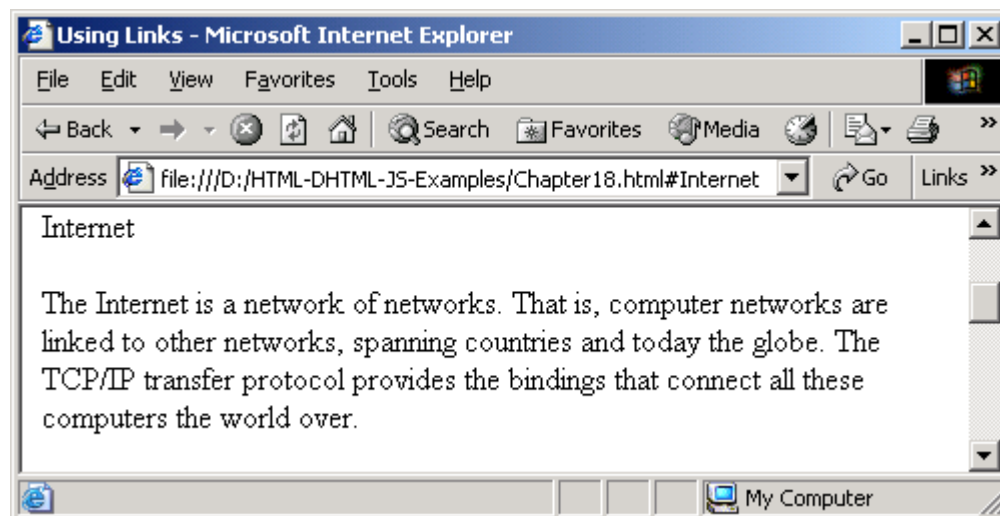 Using Links - Microsoft Internet Explorer
File Edit View Favorites Tools Help
Back Search Favorites Media
Address file:///D:/HTML-DHTML-JS-Examples/Chapter18.html#Internet Go Links
Internet
The Internet is a network of networks. That is, computer networks are
linked to other networks, spanning countries and today the globe. The
TCP/IP transfer protocol provides the bindings that connect all these
computers the world over.
My Computer